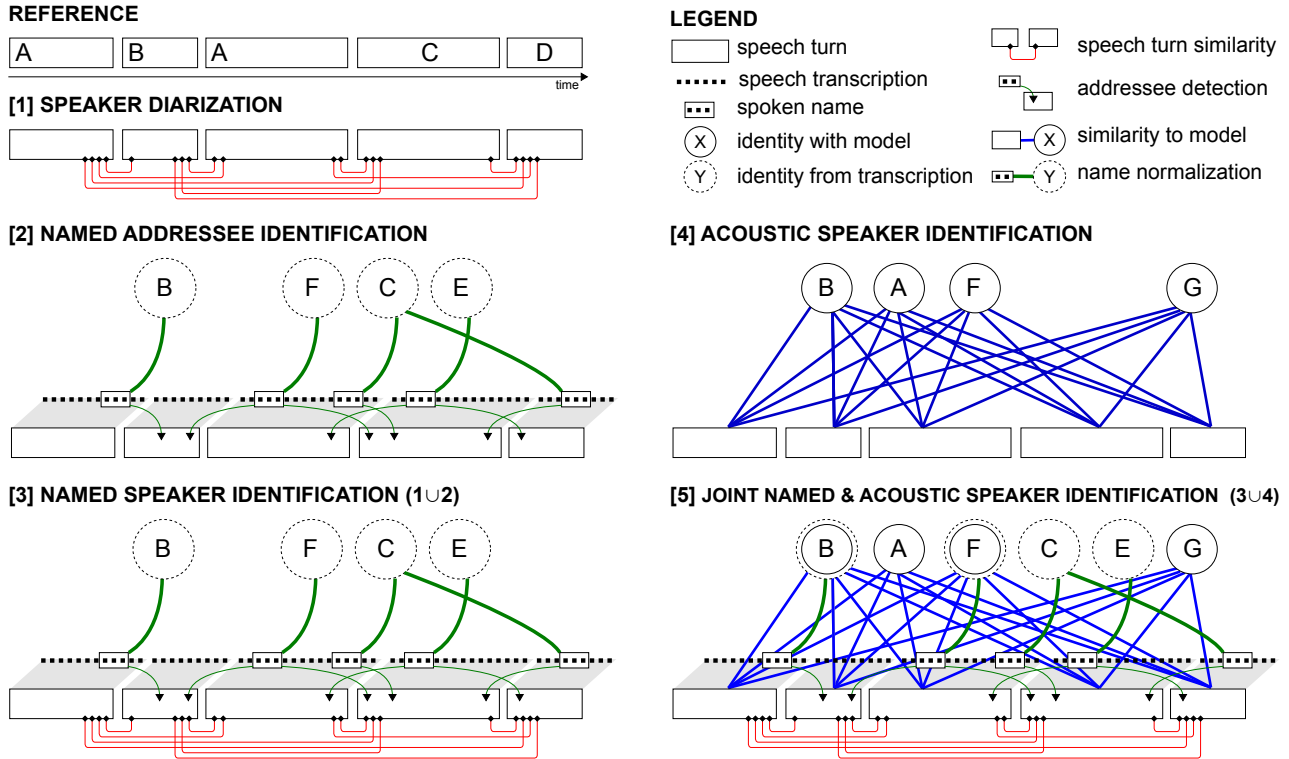 REFERENCE
A B A C D
time
[1] SPEAKER DIARIZATION
LEGEND
speech turn
speech transcription
spoken name
X identity with model
Y identity from transcription
speech turn similarity
addressee detection
X similarity to model
Y name normalization
[2] NAMED ADDRESSEE IDENTIFICATION
B F C E
[4] ACOUSTIC SPEAKER IDENTIFICATION
B A F G
[3] NAMED SPEAKER IDENTIFICATION (1∪2)
B F C E
[5] JOINT NAMED & ACOUSTIC SPEAKER IDENTIFICATION (3∪4)
B A F C E G